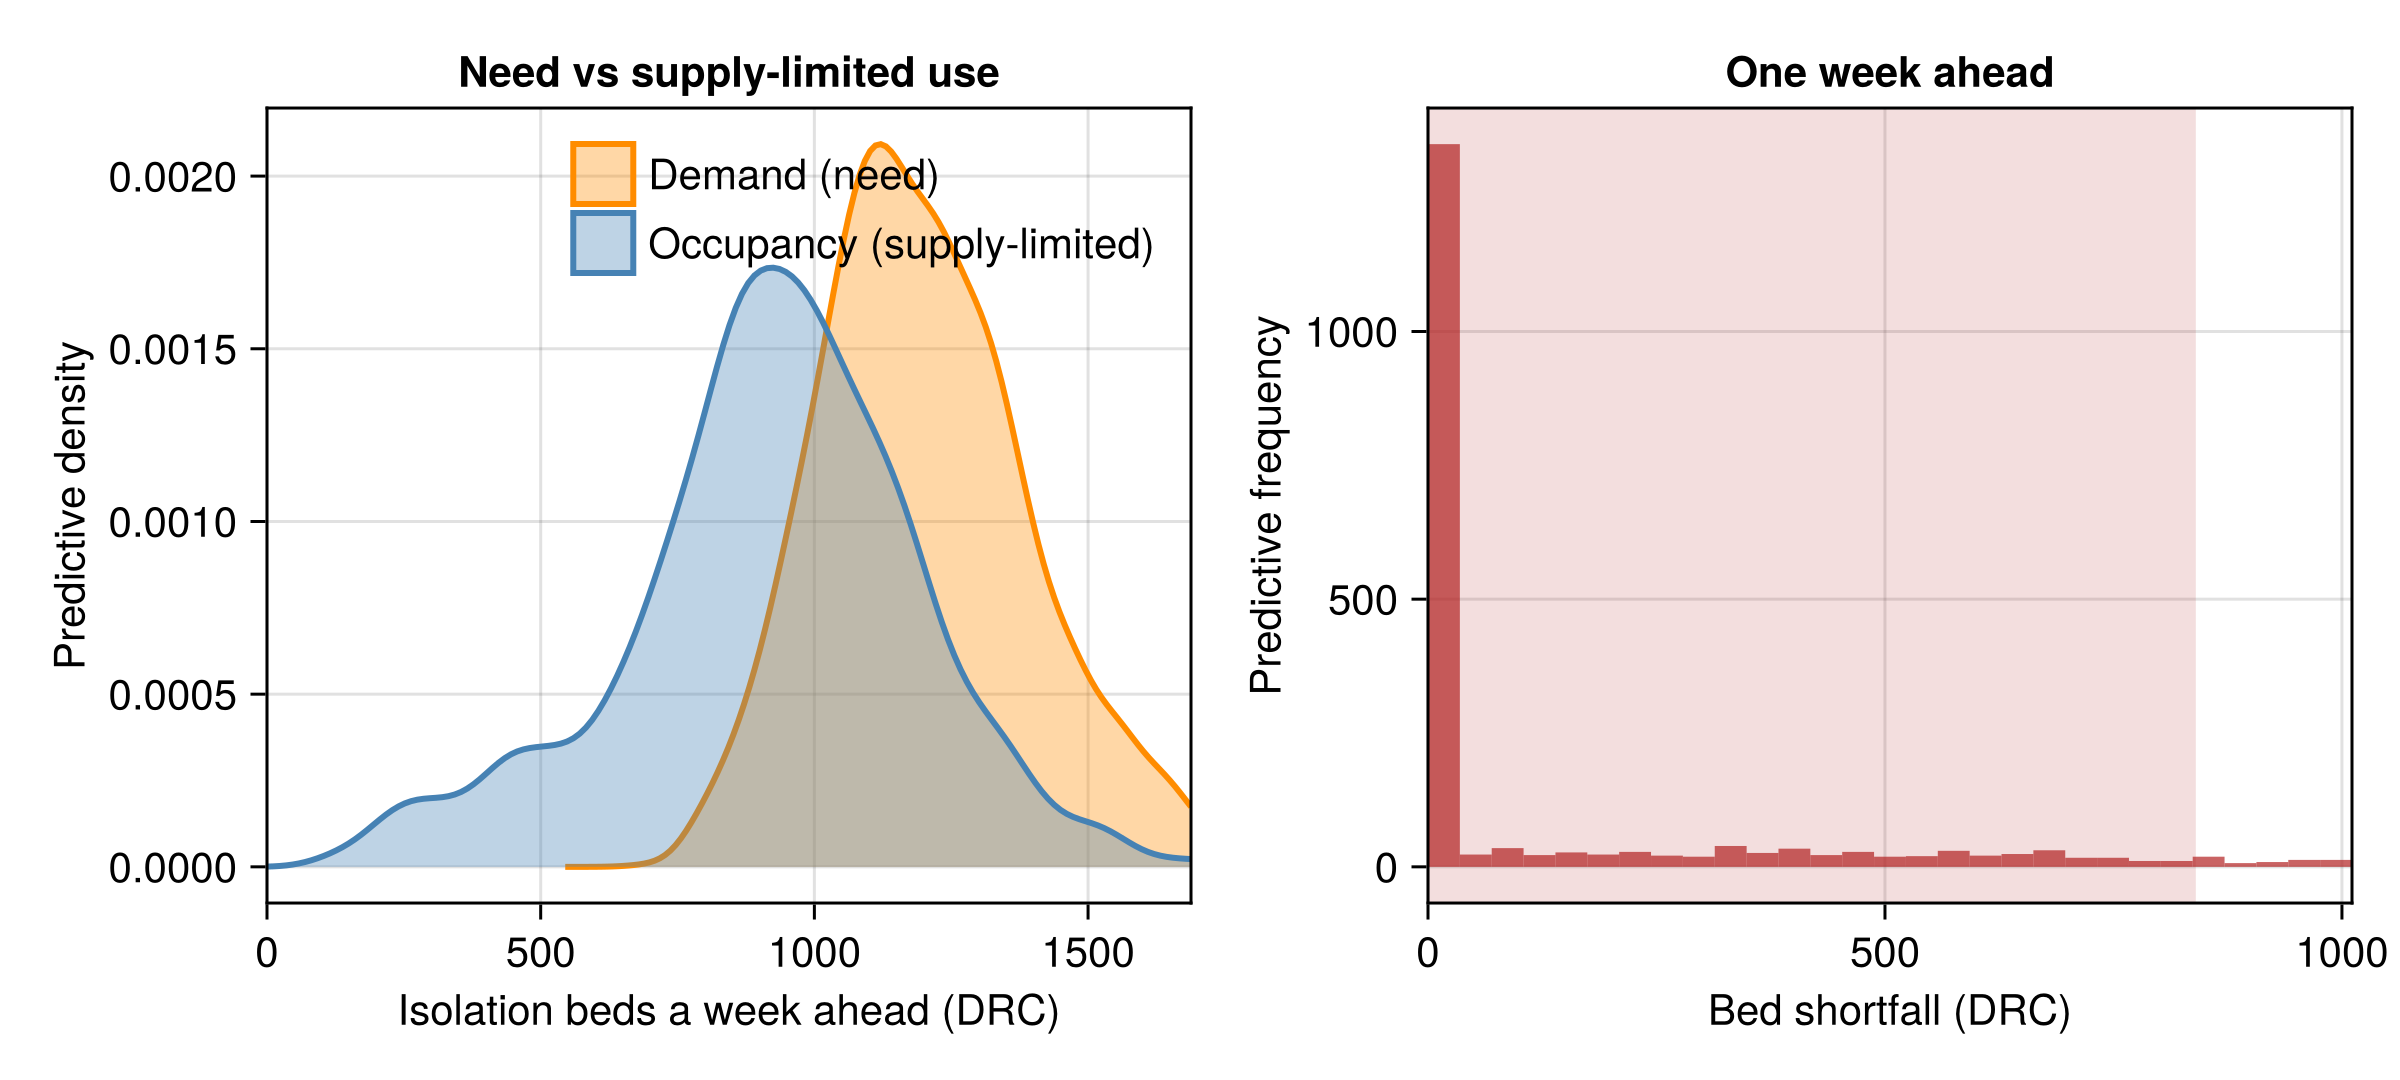 Need vs supply-limited use
Demand (need)
Occupancy (supply-limited)
Predictive density
0.0020
0.0015
0.0010
0.0005
0.0000
0 500 1000 1500
Isolation beds a week ahead (DRC)
One week ahead
Predictive frequency
1000
500
0
0 500 1000
Bed shortfall (DRC)